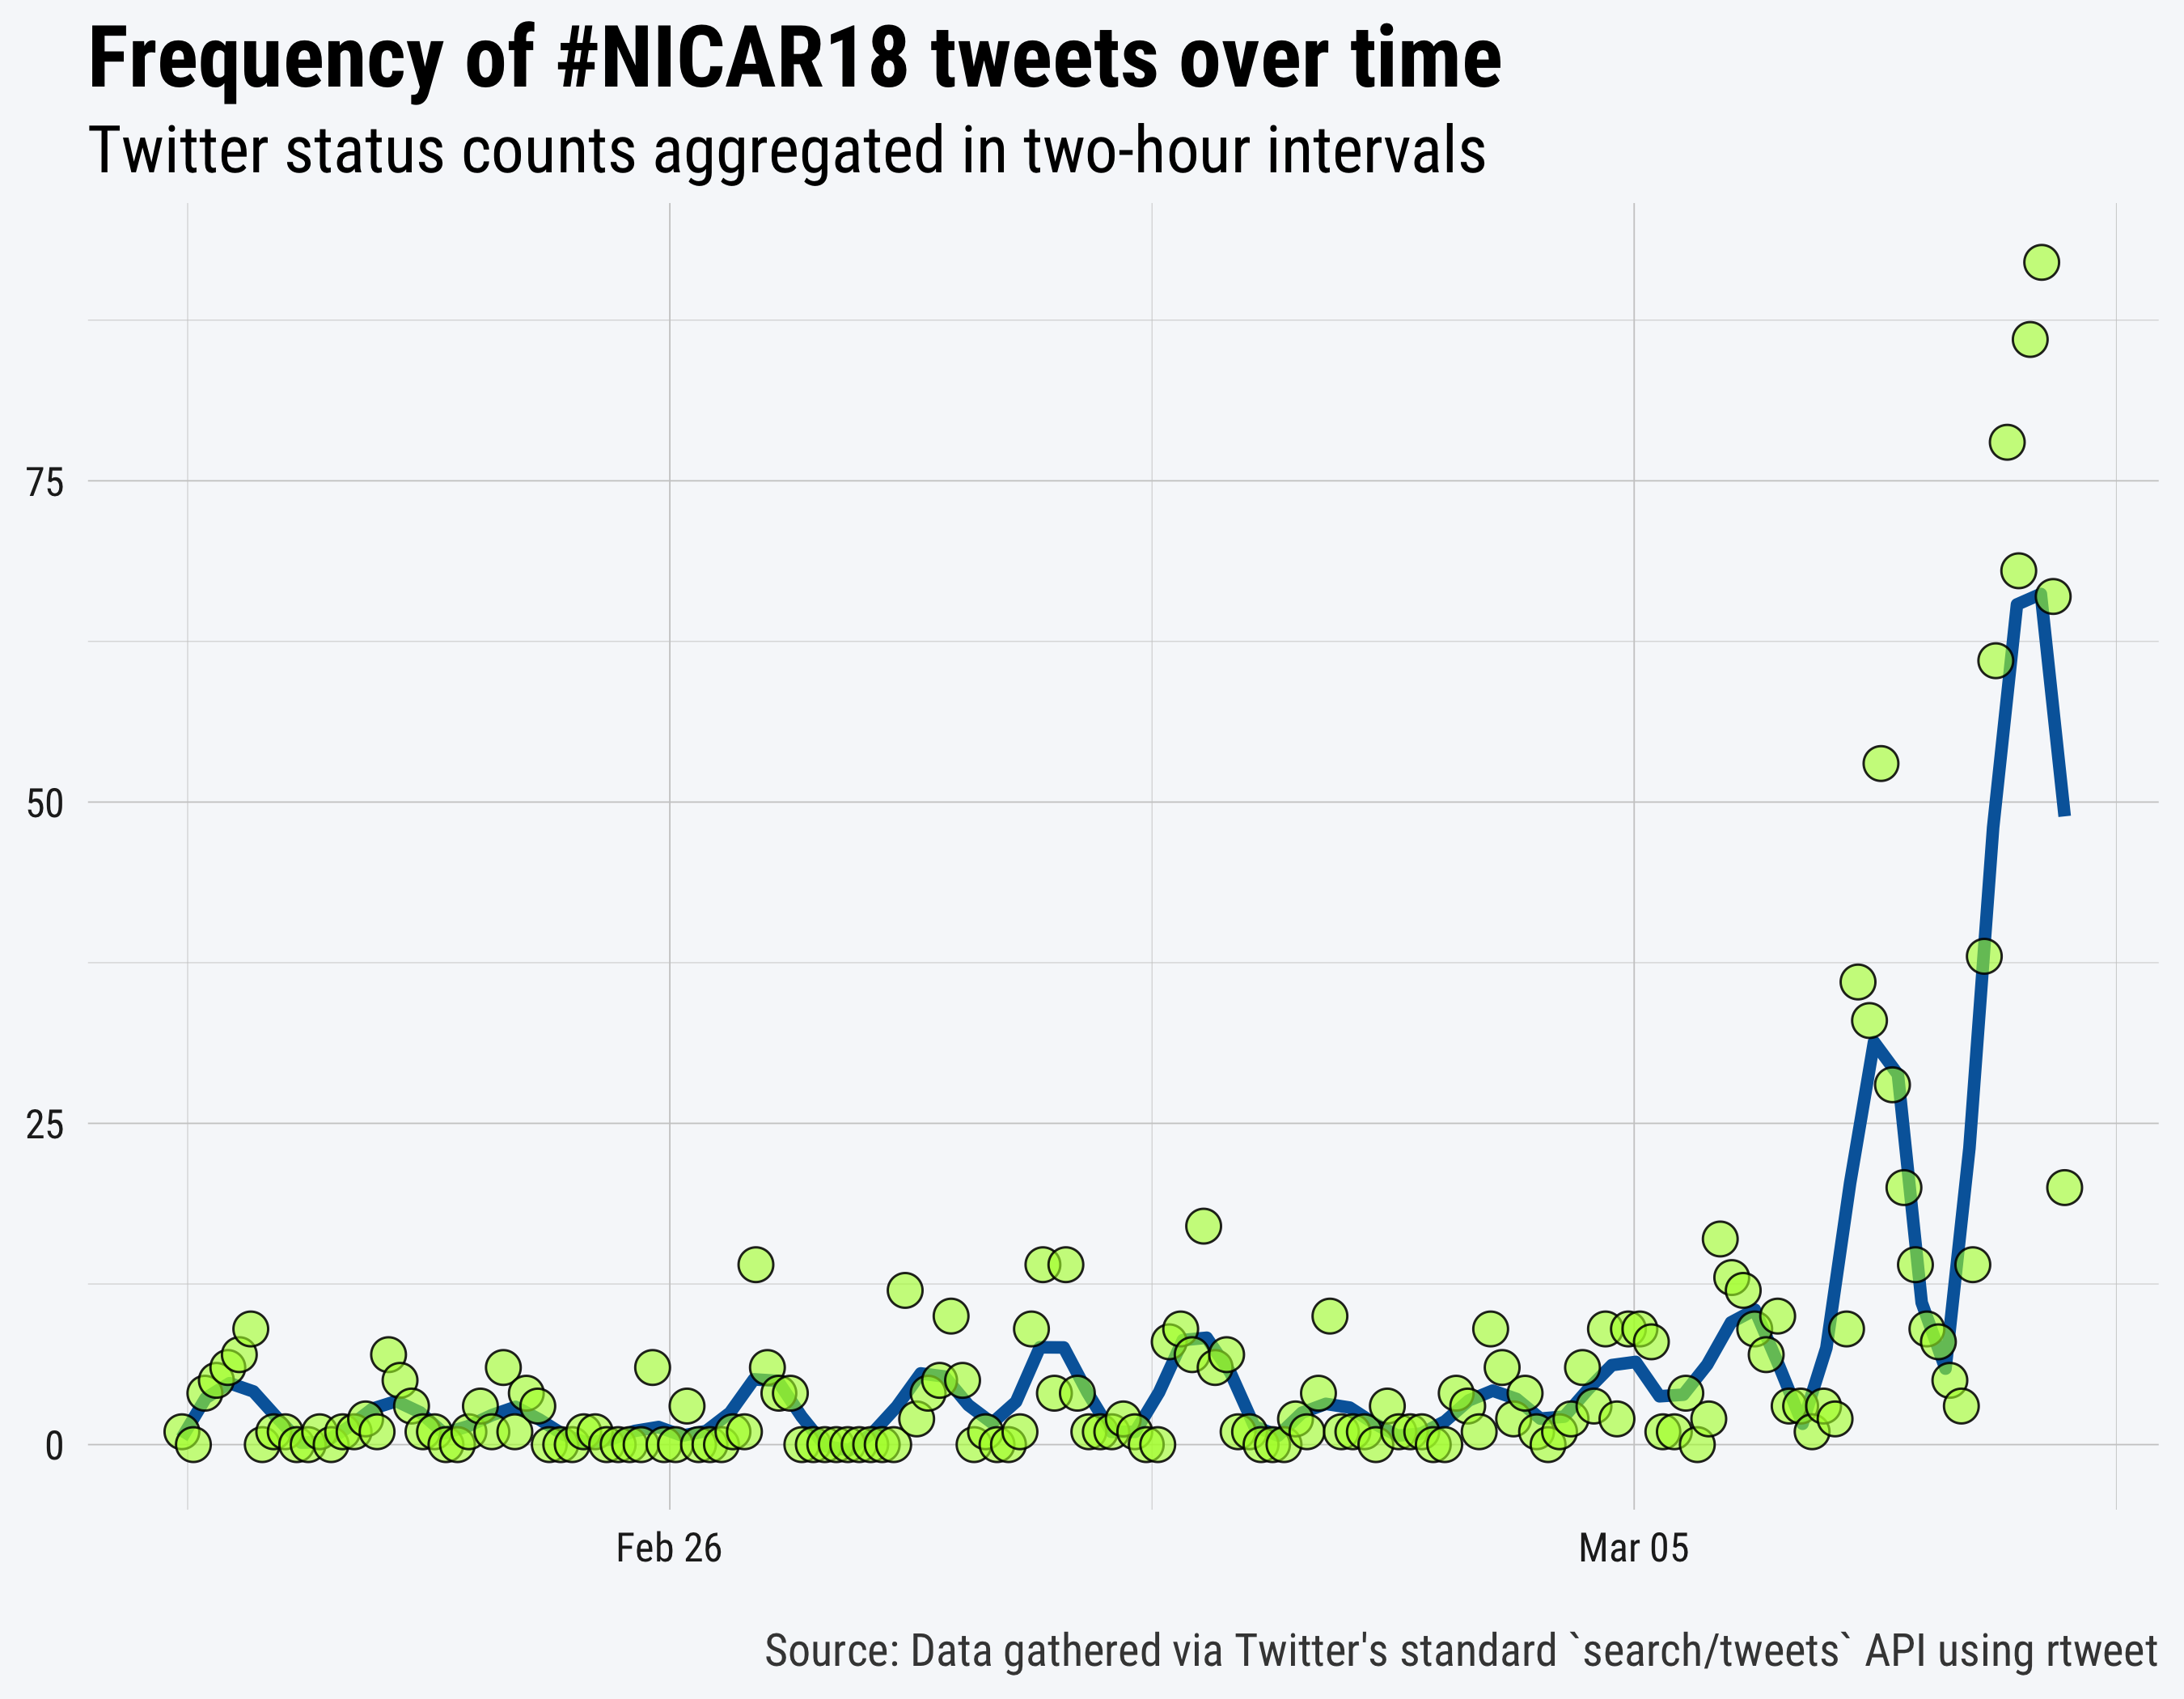 Frequency of #NICAR18 tweets over time
Twitter status counts aggregated in two-hour intervals
75
50
25
0
Feb 26
Mar 05
Source: Data gathered via Twitter's standard `search/tweets` API using rtweet